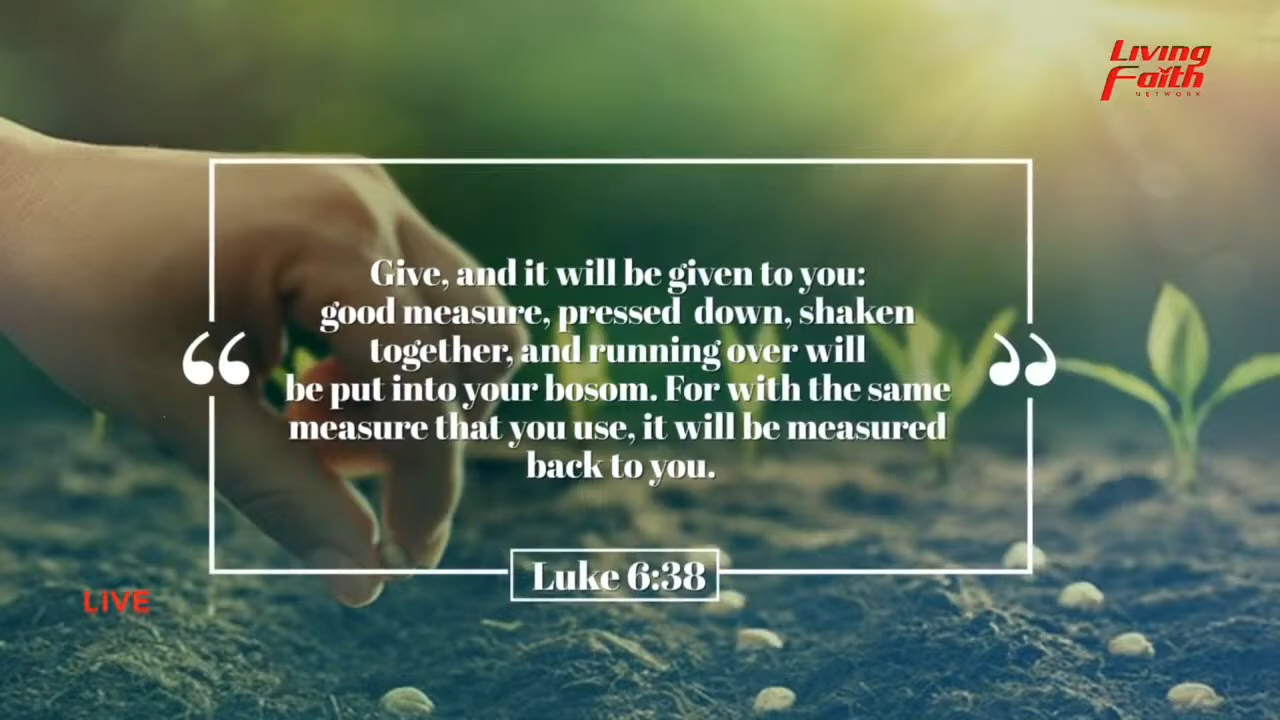 Living
Faith
NETWORK
“
Give, and it will be given to you:
good measure, pressed down, shaken
together, and running over will
be put into your bosom. For with the same
measure that you use, it will be measured
back to you.
”
Luke 6:38
LIVE